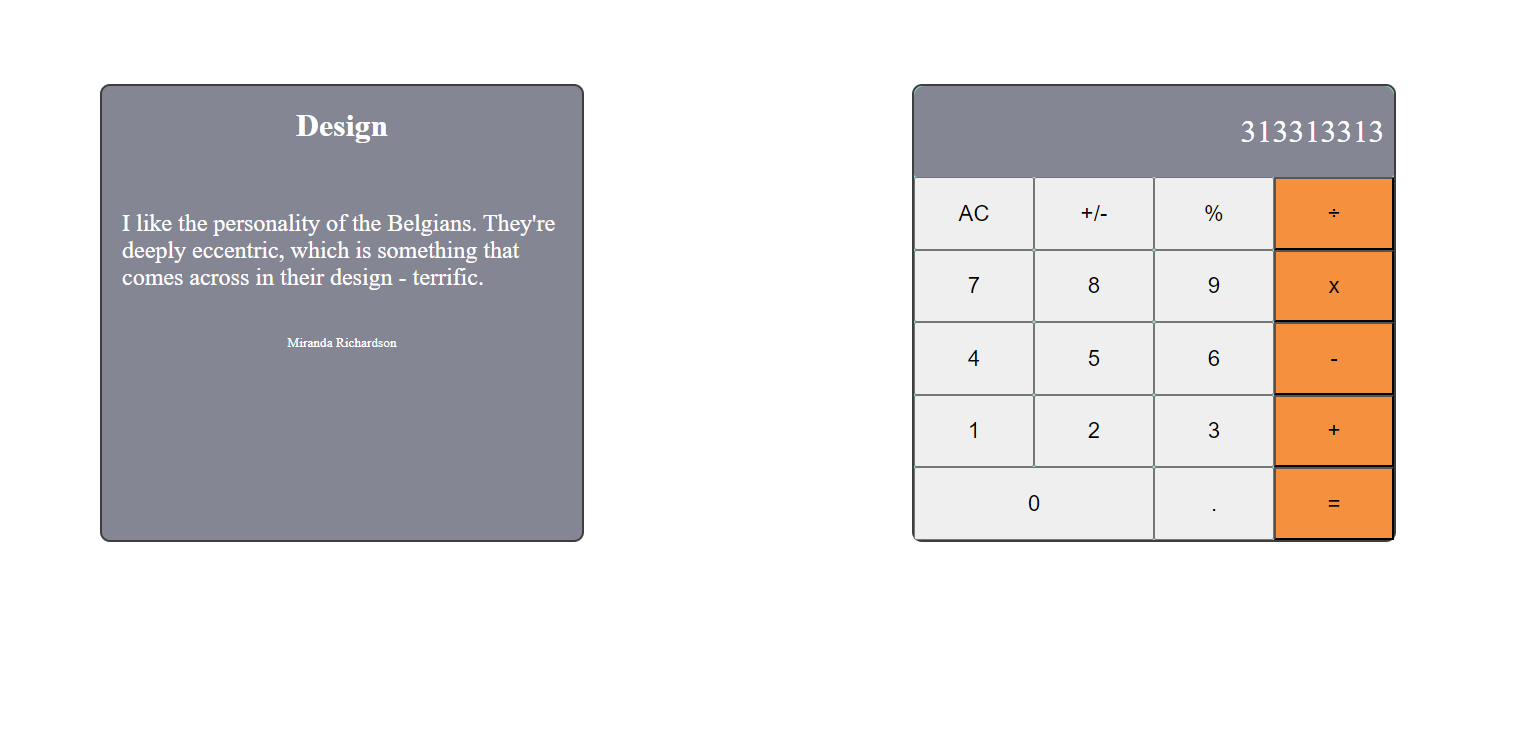 Design
I like the personality of the Belgians. They're
deeply eccentric, which is something that
comes across in their design - terrific.
Miranda Richardson
313313313
AC +/- % ÷
7 8 9 x
4 5 6 -
1 2 3 +
0 . =